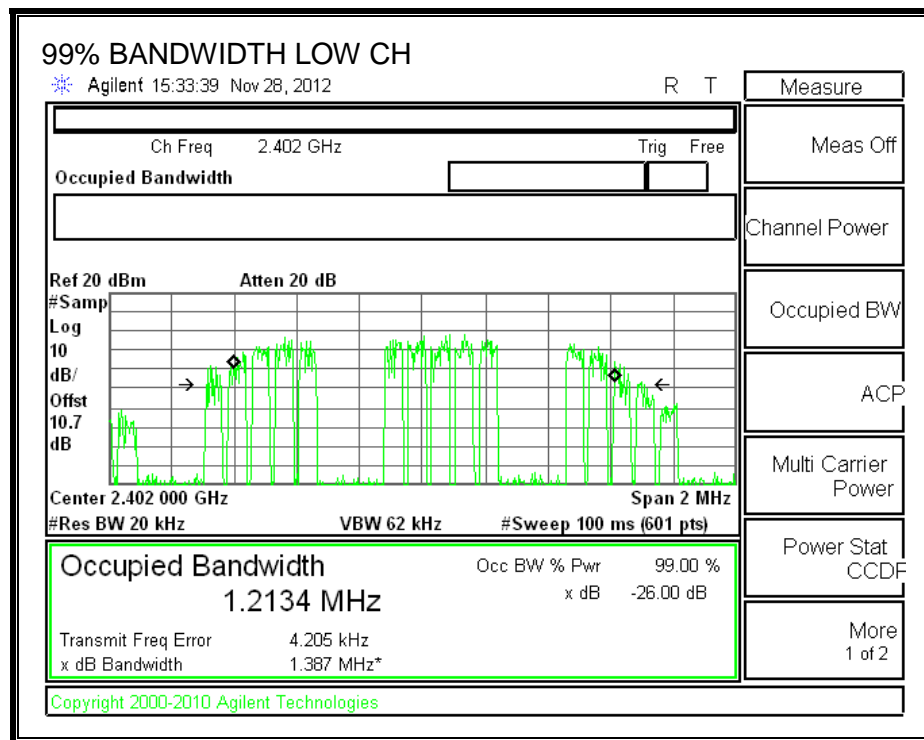 99% BANDWIDTH LOW CH
Agilent 15:33:39 Nov 28, 2012 R T
Measure
Ch Freq 2.402 GHz Trig Free
Meas Off
Occupied Bandwidth
Channel Power
Ref 20 dBm Atten 20 dB
#Samp
Log
10
dB/
Offst
10.7
dB
Occupied BW
ACP
Multi Carrier
Power
Center 2.402 000 GHz Span 2 MHz
#Res BW 20 kHz VBW 62 kHz #Sweep 100 ms (601 pts)
Power Stat
CCDF
Occupied Bandwidth Occ BW % Pwr 99.00 %
1.2134 MHz x dB -26.00 dB
Transmit Freq Error 4.205 kHz
x dB Bandwidth 1.387 MHz*
More
1 of 2
Copyright 2000-2010 Agilent Technologies